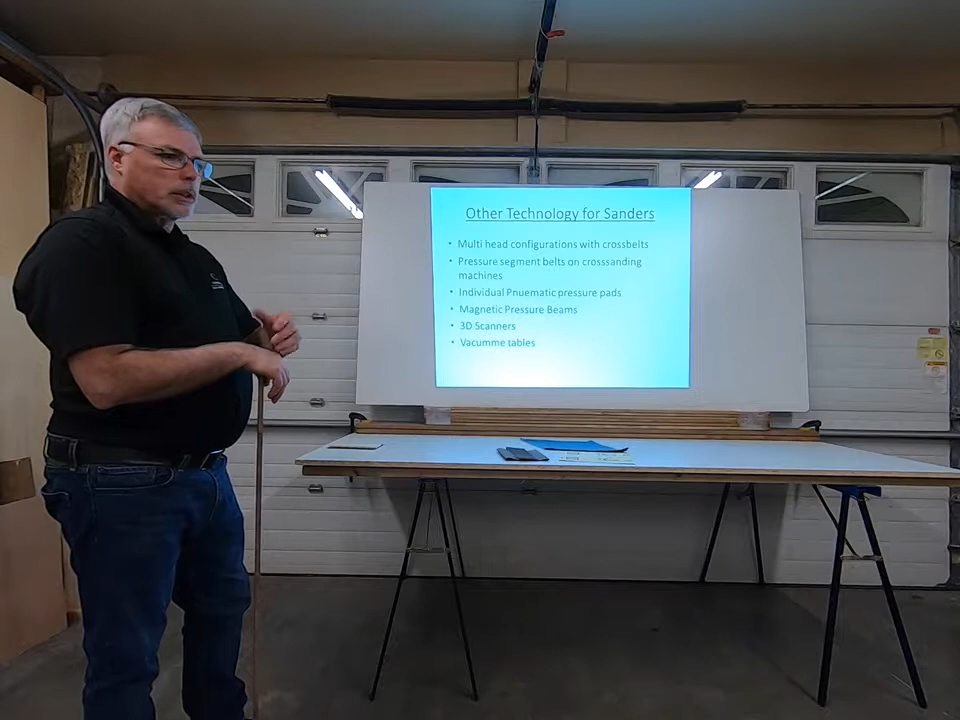 Other Technology for Sanders
• Multi head configurations with crossbelts
• Pressure segment belts on crosssanding
machines
• Individual Pnuematic pressure pads
• Magnetic Pressure Beams
• 3D Scanners
• Vacumme tables